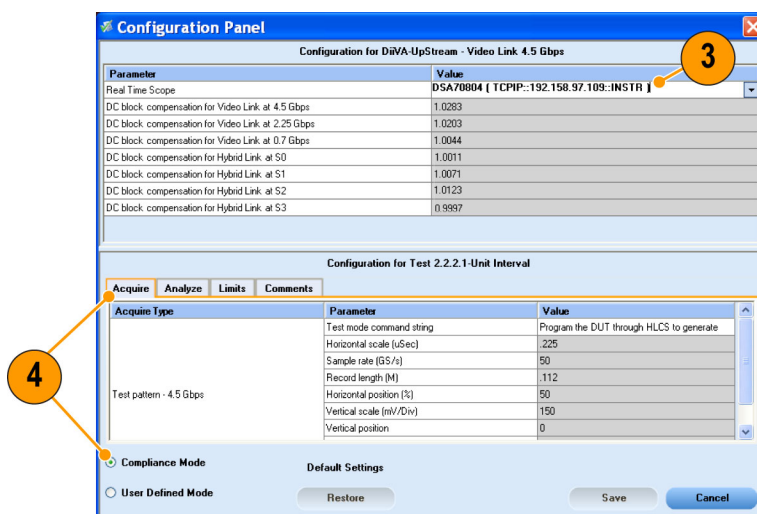 Configuration Panel
Configuration for DiiVA-UpStream - Video Link 4.5 Gbps
3
Parameter Value
Real Time Scope DSA70804 ( TCPIP::192.158.97.109::INSTR )
DC block compensation for Video Link at 4.5 Gbps 1.0283
DC block compensation for Video Link at 2.25 Gbps 1.0203
DC block compensation for Video Link at 0.7 Gbps 1.0044
DC block compensation for Hybrid Link at S0 1.0011
DC block compensation for Hybrid Link at S1 1.0071
DC block compensation for Hybrid Link at S2 1.0123
DC block compensation for Hybrid Link at S3 0.9997
Configuration for Test 2.2.2.1-Unit Interval
Acquire Analyze Limits Comments
Acquire Type Parameter Value
Test mode command string Program the DUT through HLCS to generate
Horizontal scale (uSec) .225
Sample rate (GS/s) 50
Record length (M) .112
Test pattern - 4.5 Gbps Horizontal position (%) 50
Vertical scale (mV/Div) 150
Vertical position 0
4
Compliance Mode Default Settings
User Defined Mode Restore Save Cancel